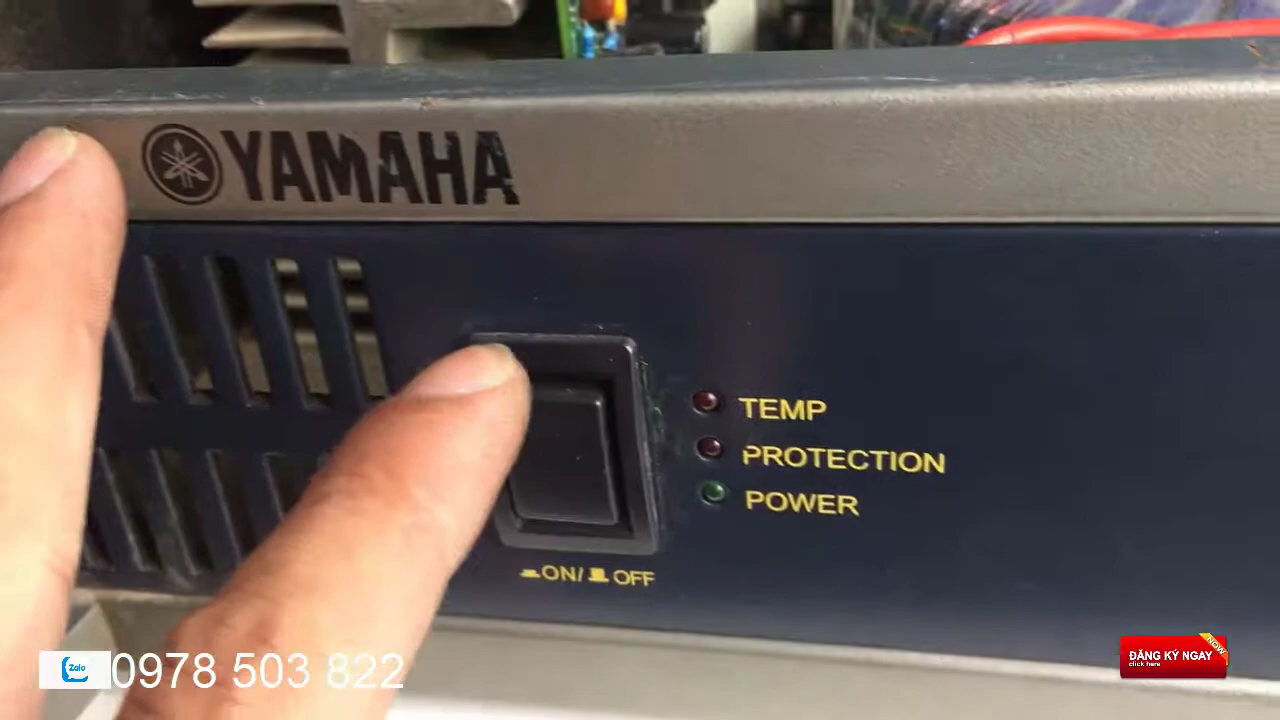 YAMAHA
TEMP
PROTECTION
POWER
ON/ OFF
Zalo
0978 503 822
ĐĂNG KÝ NGAY
click here
NOW